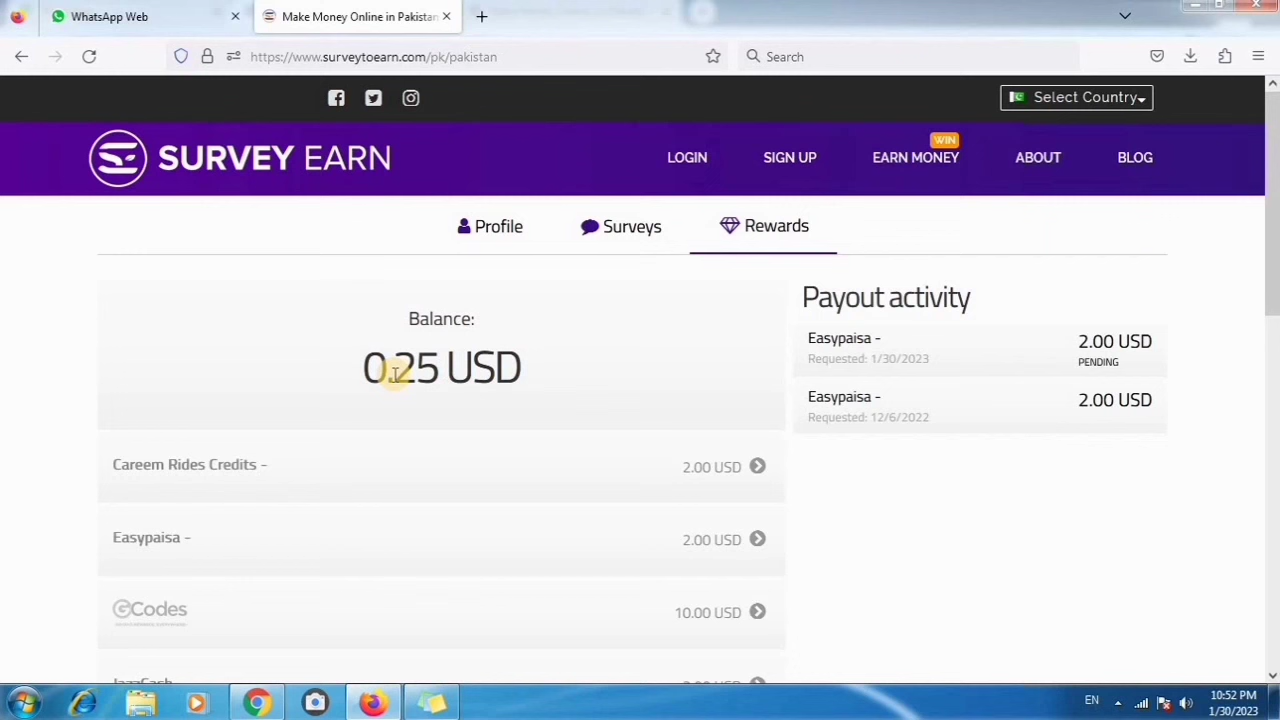 WhatsApp Web
Make Money Online in Pakistan
https://www.surveytoearn.com/pk/pakistan
Search
Select Country
SURVEY EARN
LOGIN
SIGN UP
WIN
EARN MONEY
ABOUT
BLOG
Profile
Surveys
Rewards
Balance:
0.25 USD
Careem Rides Credits -
2.00 USD
Easypaisa -
2.00 USD
GCodes
10.00 USD
Payout activity
Easypaisa -
2.00 USD
Requested: 1/30/2023
PENDING
Easypaisa -
2.00 USD
Requested: 12/6/2022
EN
10:52 PM
1/30/2023